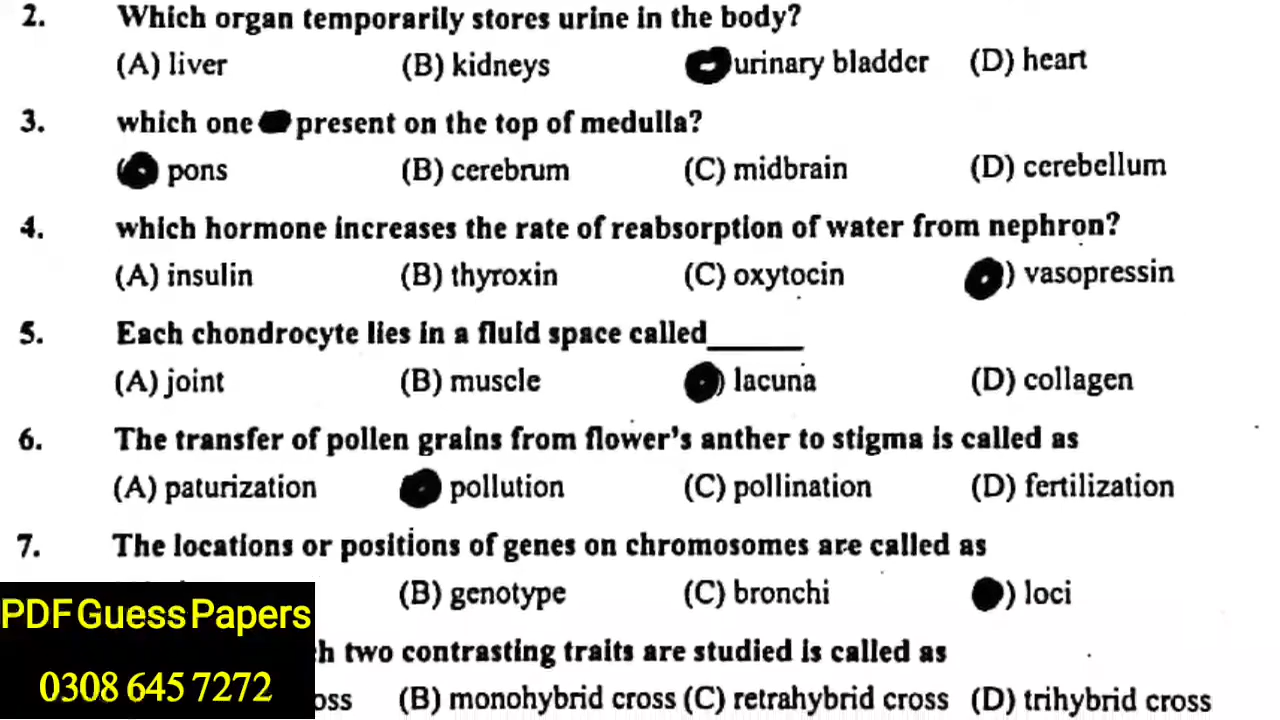 2. Which organ temporarily stores urine in the body?
(A) liver (B) kidneys urinary bladder (D) heart
3. which one present on the top of medulla?
pons (B) cerebrum (C) midbrain (D) cerebellum
4. which hormone increases the rate of reabsorption of water from nephron?
(A) insulin (B) thyroxin (C) oxytocin ) vasopressin
5. Each chondrocyte lies in a fluid space called______
(A) joint (B) muscle ) lacuna (D) collagen
6. The transfer of pollen grains from flower's anther to stigma is called as
(A) paturization pollution (C) pollination (D) fertilization
7. The locations or positions of genes on chromosomes are called as
(B) genotype (C) bronchi ) loci
PDF Guess Papers
h two contrasting traits are studied is called as
0308 645 7272
oss (B) monohybrid cross (C) retrahybrid cross (D) trihybrid cross